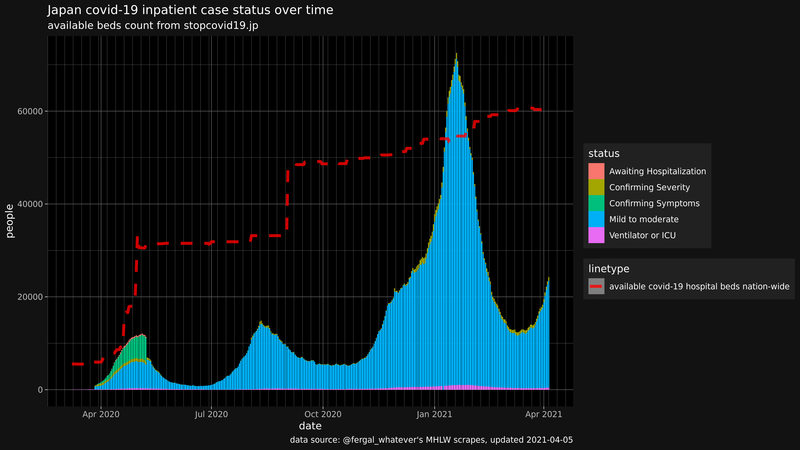 Japan covid-19 inpatient case status over time
available beds count from stopcovid19.jp
people
60000
40000
20000
0
Apr 2020
Jul 2020
Oct 2020
Jan 2021
Apr 2021
date
data source: @fergal_whatever's MHLW scrapes, updated 2021-04-05
status
Awaiting Hospitalization
Confirming Severity
Confirming Symptoms
Mild to moderate
Ventilator or ICU
linetype
available covid-19 hospital beds nation-wide